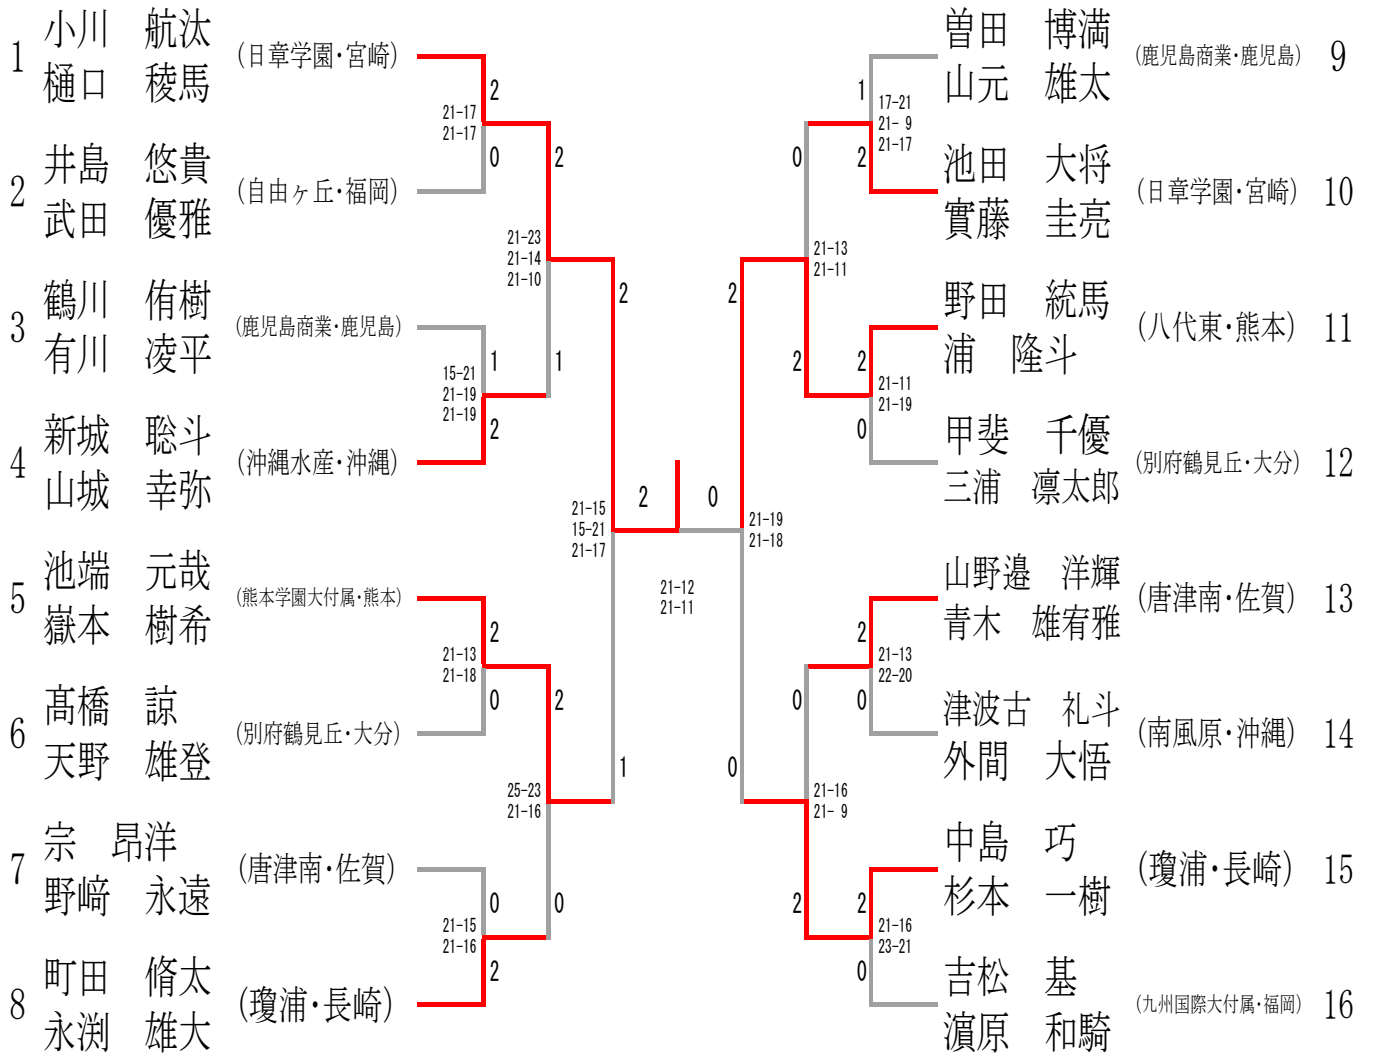 1 小川 航汰 (日章学園・宮崎)
樋口 稜馬
2 井島 悠貴 (自由ヶ丘・福岡)
武田 優雅
3 鶴川 侑樹 (鹿児島商業・鹿児島)
有川 凌平
4 新城 聡斗 (沖縄水産・沖縄)
山城 幸弥
5 池端 元哉 (熊本学園大付属・熊本)
嶽本 樹希
6 髙橋 諒 (別府鶴見丘・大分)
天野 雄登
7 宗 昂洋 (唐津南・佐賀)
野﨑 永遠
8 町田 脩太 (瓊浦・長崎)
永渕 雄大
2
21-17
21-17
0
2
21-23
21-14
21-10
1
1
15-21
21-19
21-19
2
2
21-15
15-21
21-17
1
2
21-13
21-18
0
2
25-23
21-16
0
0
21-15
21-16
2
2 0
21-12
21-11
曽田 博満 (鹿児島商業・鹿児島) 9
山元 雄太
池田 大将 (日章学園・宮崎) 10
實藤 圭亮
野田 統馬 (八代東・熊本) 11
浦 隆斗
甲斐 千優 (別府鶴見丘・大分) 12
三浦 凛太郎
山野邉 洋輝 (唐津南・佐賀) 13
青木 雄宥雅
津波古 礼斗 (南風原・沖縄) 14
外間 大悟
中島 巧 (瓊浦・長崎) 15
杉本 一樹
吉松 基 (九州国際大付属・福岡) 16
濵原 和騎
1
17-21
21- 9
21-17
2
0
21-13
21-11
2
2
21-11
21-19
0
2
21-19
21-18
0
2
21-13
22-20
0
0
21-16
21- 9
2
2
21-16
23-21
0